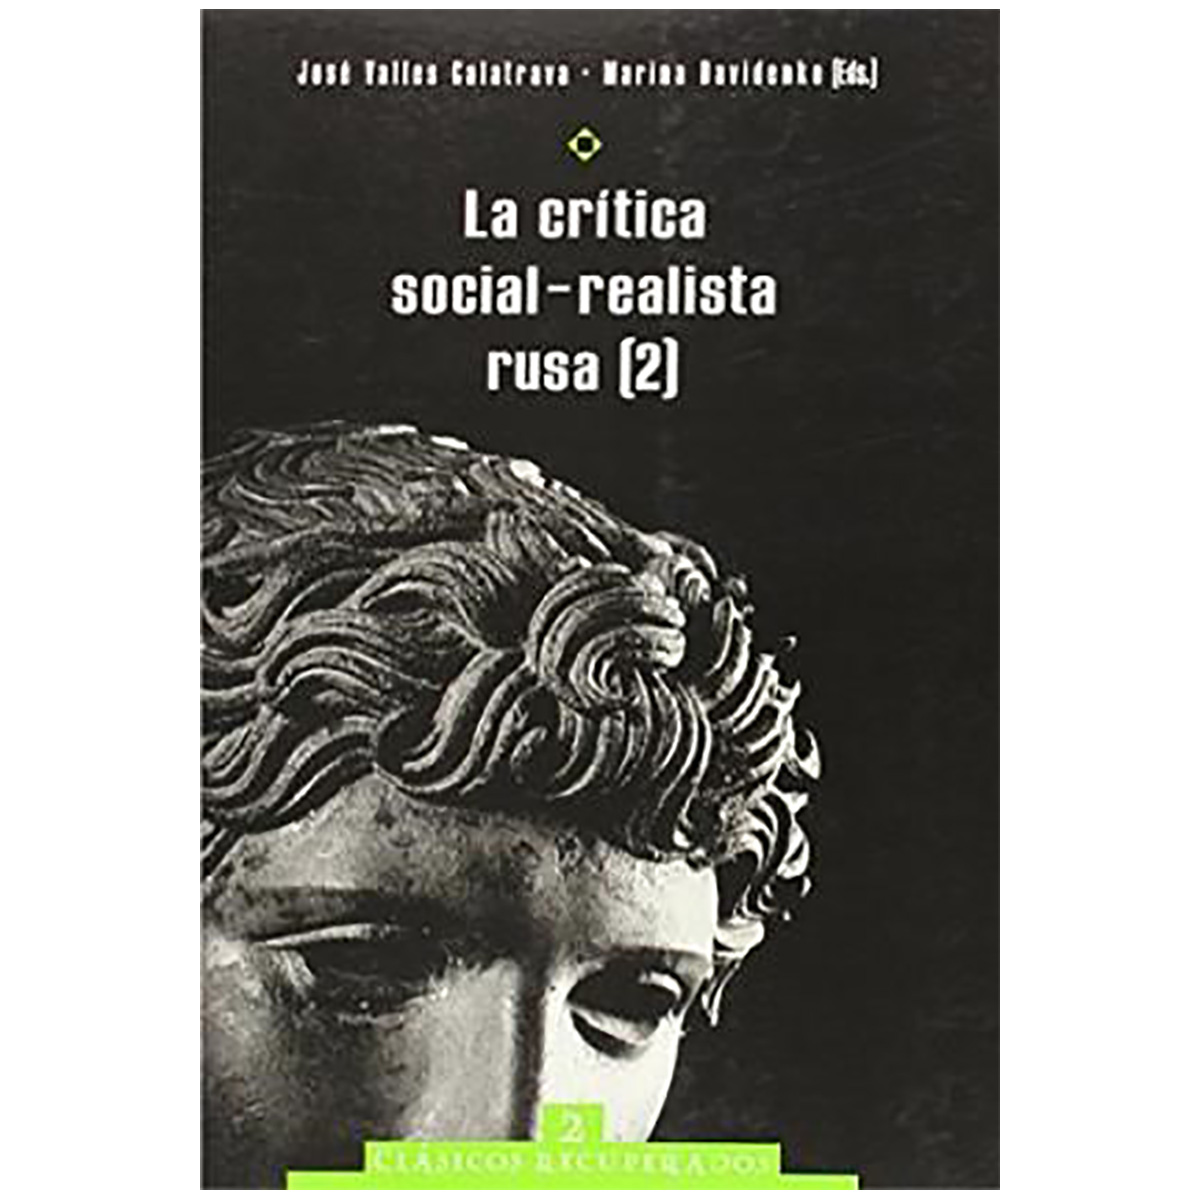 José Valles Calatrava · Marina Davidenko (Eds.)
La crítica
social-realista
rusa (2)
2
CLÁSICOS RECUPERADOS